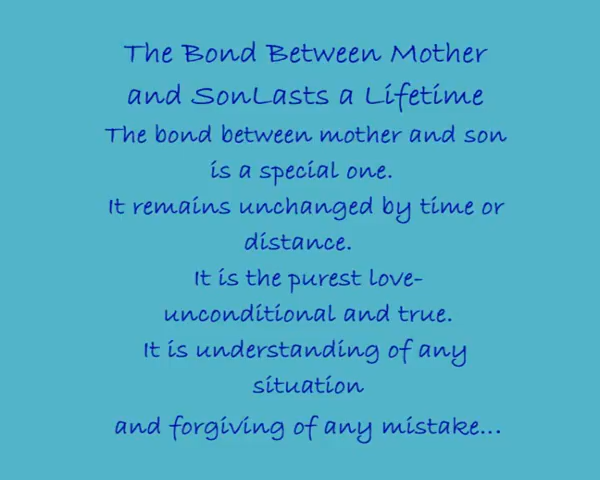 The Bond Between Mother
and SonLasts a Lifetime
The bond between mother and son
is a special one.
It remains unchanged by time or
distance.
It is the purest love-
unconditional and true.
It is understanding of any
situation
and forgiving of any mistake...